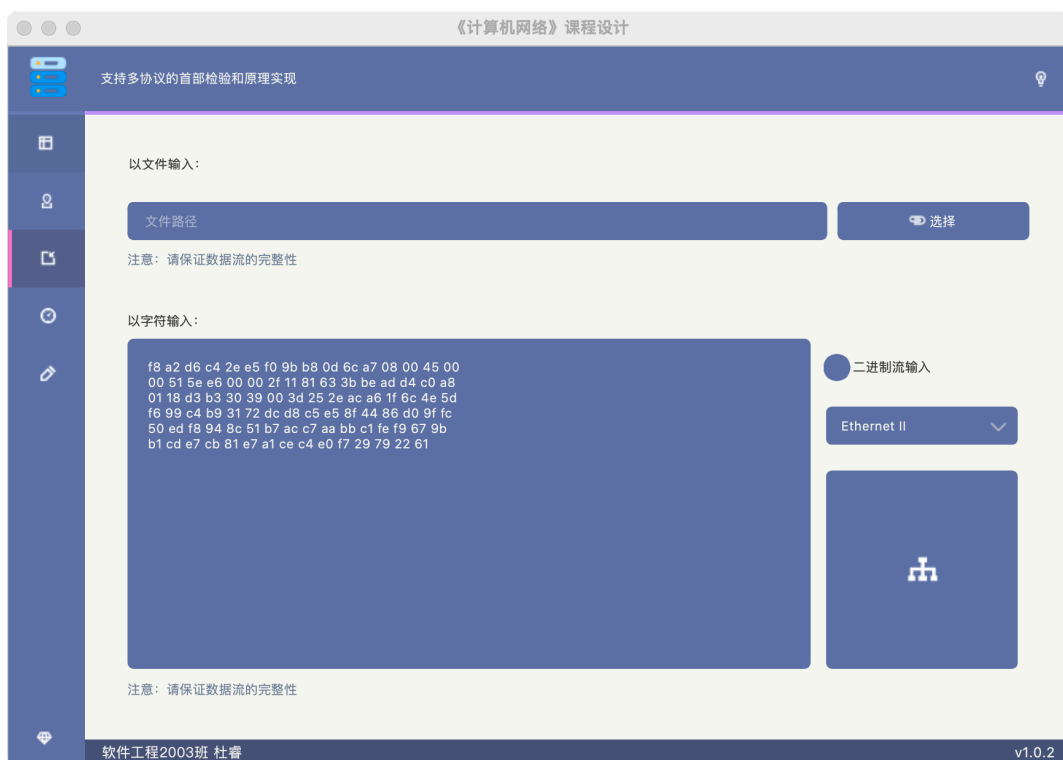 《计算机网络》课程设计
支持多协议的首部检验和原理实现
以文件输入：
文件路径
选择
注意：请保证数据流的完整性
以字符输入：
f8 a2 d6 c4 2e e5 f0 9b b8 0d 6c a7 08 00 45 00
00 51 5e e6 00 00 2f 11 81 63 3b be ad d4 c0 a8
01 18 d3 b3 30 39 00 3d 25 2e ac a6 1f 6c 4e 5d
f6 99 c4 b9 31 72 dc d8 c5 e5 8f 44 86 d0 9f fc
50 ed f8 94 8c 51 b7 ac c7 aa bb c1 fe f9 67 9b
b1 cd e7 cb 81 e7 a1 ce c4 e0 f7 29 79 22 61
二进制流输入
Ethernet II
注意：请保证数据流的完整性
软件工程2003班 杜睿
v1.0.2